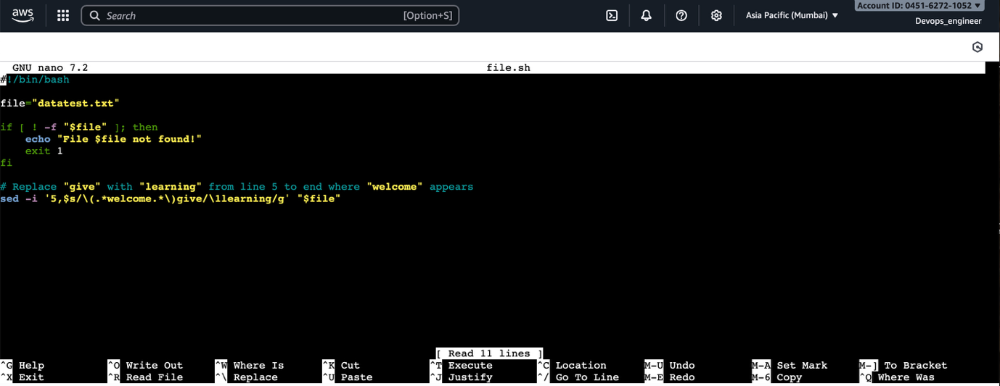 aws Search [Option+S] Asia Pacific (Mumbai) ▼ Account ID: 0451-6272-1052 ▼
Devops_engineer
GNU nano 7.2 file.sh
#!/bin/bash
file="datatest.txt"
if [ ! -f "$file" ]; then
    echo "File $file not found!"
    exit 1
fi
# Replace "give" with "learning" from line 5 to end where "welcome" appears
sed -i '5,$s/\(.*welcome.*\)give/\1learning/g' "$file"
[ Read 11 lines ]
^G Help ^O Write Out ^W Where Is ^K Cut ^T Execute ^C Location M-U Undo M-A Set Mark M-] To Bracket
^X Exit ^R Read File ^\ Replace ^U Paste ^J Justify ^/ Go To Line M-E Redo M-6 Copy ^Q Where Was